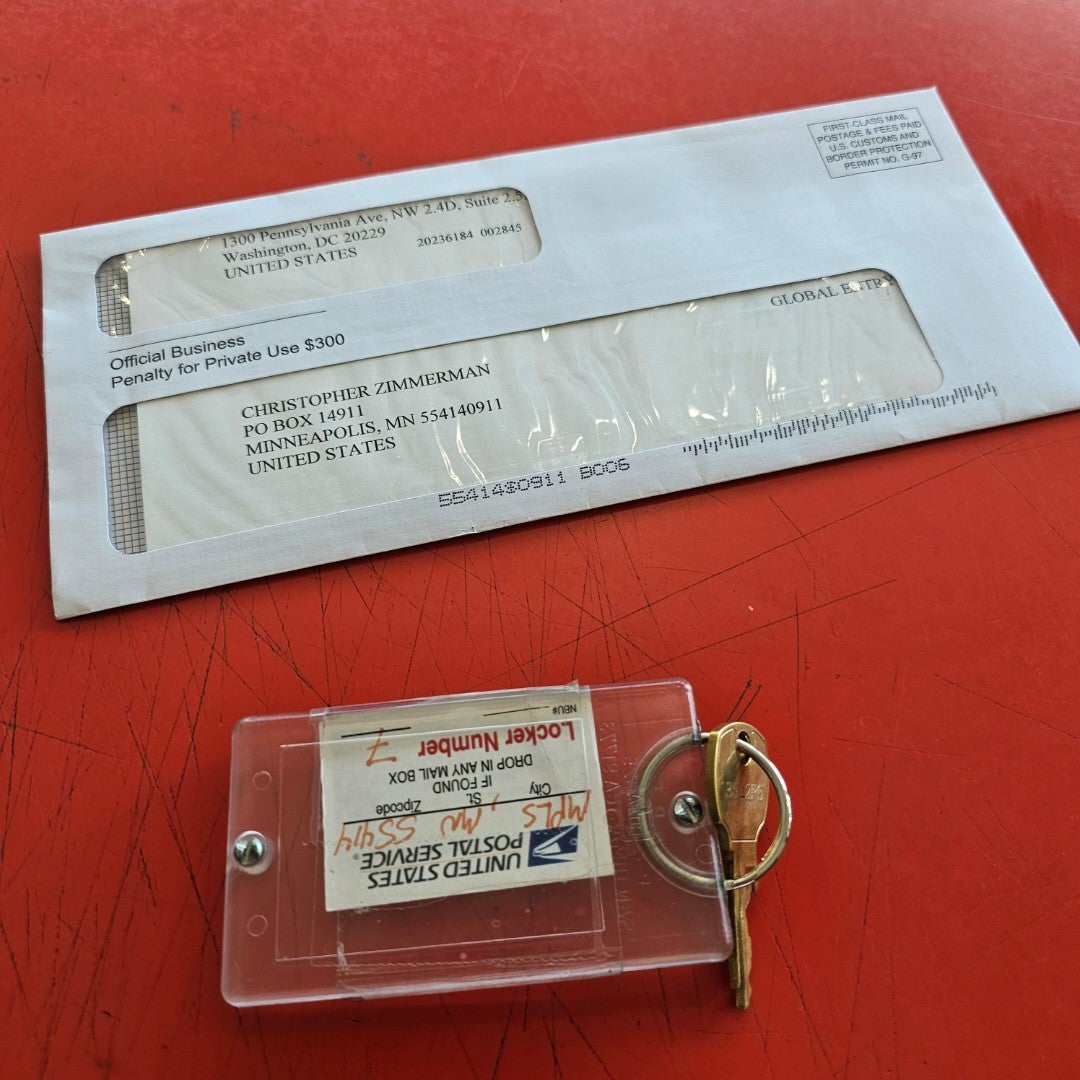 FIRST-CLASS MAIL
POSTAGE & FEES PAID
U.S. CUSTOMS AND
BORDER PROTECTION
PERMIT NO. G-97
1300 Pennsylvania Ave, NW 2.4D, Suite 2.5
Washington, DC 20229
20236184 002845
UNITED STATES
Official Business
Penalty for Private Use $300
GLOBAL ENTRY
CHRISTOPHER ZIMMERMAN
PO BOX 14911
MINNEAPOLIS, MN 554140911
UNITED STATES
55414$0911 B006
UNITED STATES
POSTAL SERVICE®
MPLS, MN 55414
City St. Zipcode
IF FOUND
DROP IN ANY MAIL BOX
Locker Number 7
NBU#